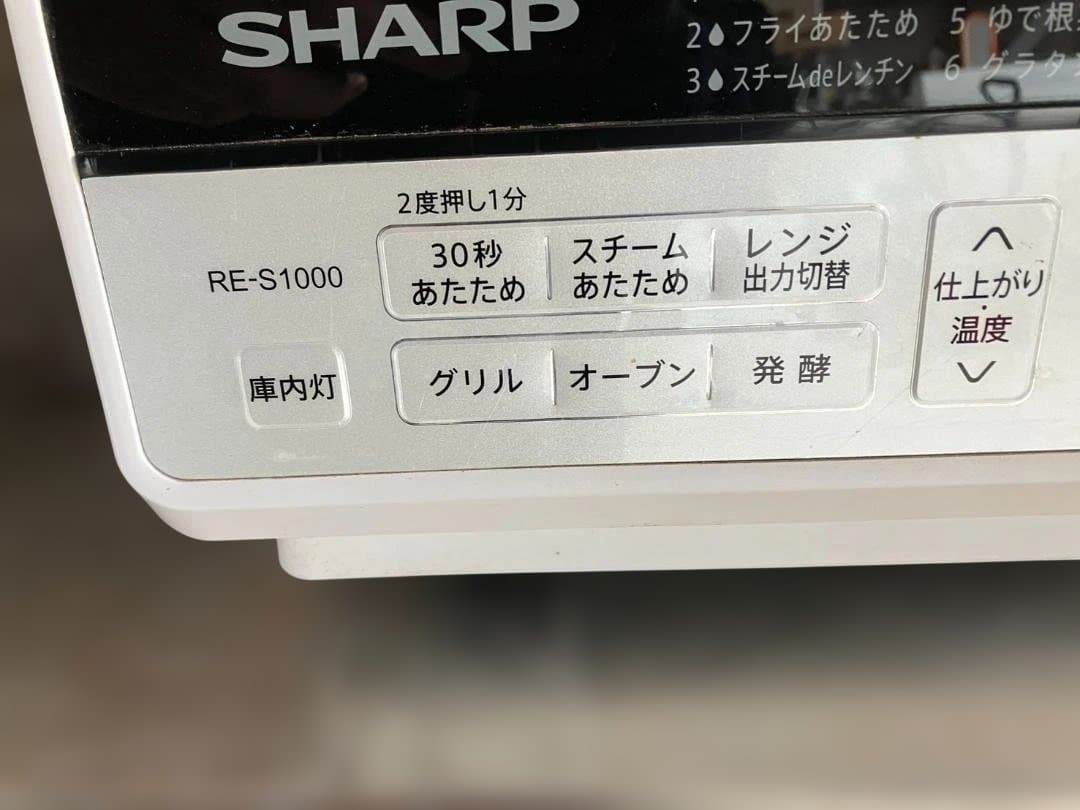 SHARP
2 フライあたため 5 ゆで根
3 スチームdeレンチン 6 グラタ
2度押し1分
30秒
あたため
スチーム
あたため
レンジ
出力切替
RE-S1000
仕上がり
・
温度
庫内灯
グリル
オーブン
発酵